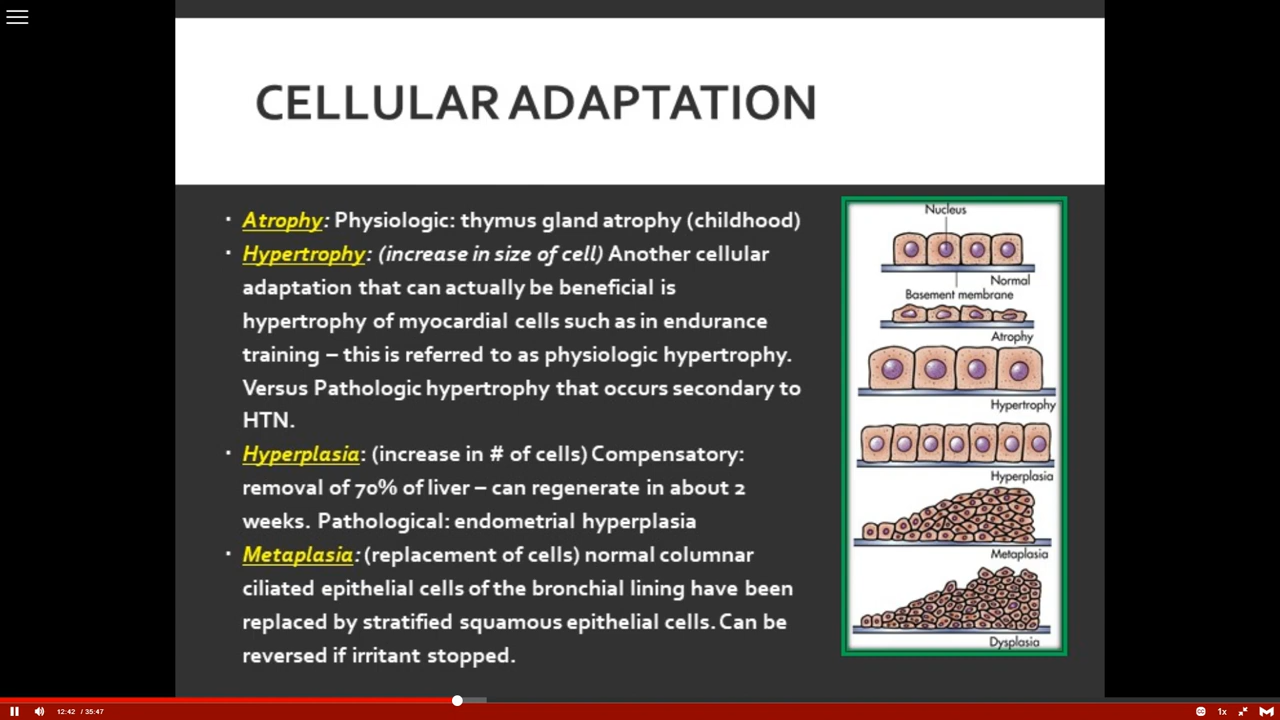 CELLULAR ADAPTATION
· Atrophy: Physiologic: thymus gland atrophy (childhood)
· Hypertrophy: (increase in size of cell) Another cellular
adaptation that can actually be beneficial is
hypertrophy of myocardial cells such as in endurance
training – this is referred to as physiologic hypertrophy.
Versus Pathologic hypertrophy that occurs secondary to
HTN.
· Hyperplasia: (increase in # of cells) Compensatory:
removal of 70% of liver – can regenerate in about 2
weeks. Pathological: endometrial hyperplasia
· Metaplasia: (replacement of cells) normal columnar
ciliated epithelial cells of the bronchial lining have been
replaced by stratified squamous epithelial cells. Can be
reversed if irritant stopped.
Nucleus
Normal
Basement membrane
Atrophy
Hypertrophy
Hyperplasia
Metaplasia
Dysplasia
12:42 / 35:47
CC
1x